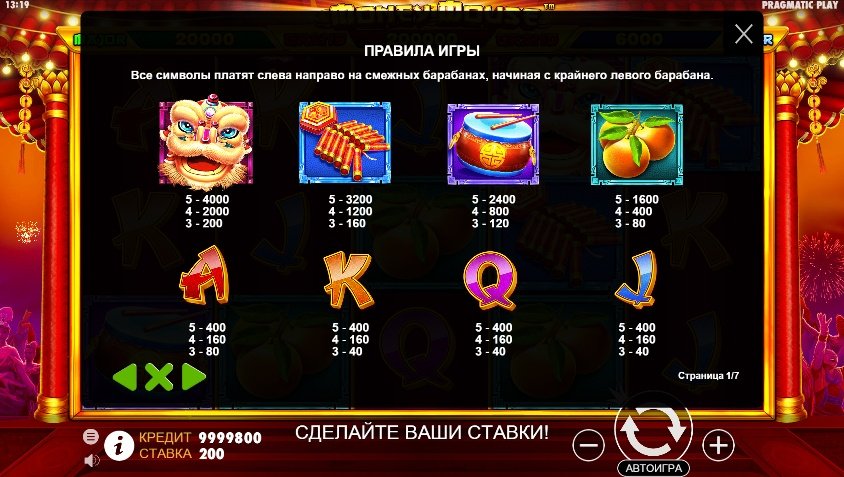 13:19
PRAGMATIC PLAY
ПРАВИЛА ИГРЫ
Все символы платят слева направо на смежных барабанах, начиная с крайнего левого барабана.
5 - 4000
4 - 2000
3 - 200
5 - 3200
4 - 1200
3 - 160
5 - 2400
4 - 800
3 - 120
5 - 1600
4 - 400
3 - 80
A
K
Q
J
5 - 400
4 - 160
3 - 80
5 - 400
4 - 160
3 - 40
5 - 400
4 - 160
3 - 40
5 - 400
4 - 160
3 - 40
Страница 1/7
КРЕДИТ 9999800
СТАВКА 200
СДЕЛАЙТЕ ВАШИ СТАВКИ!
АВТОИГРА